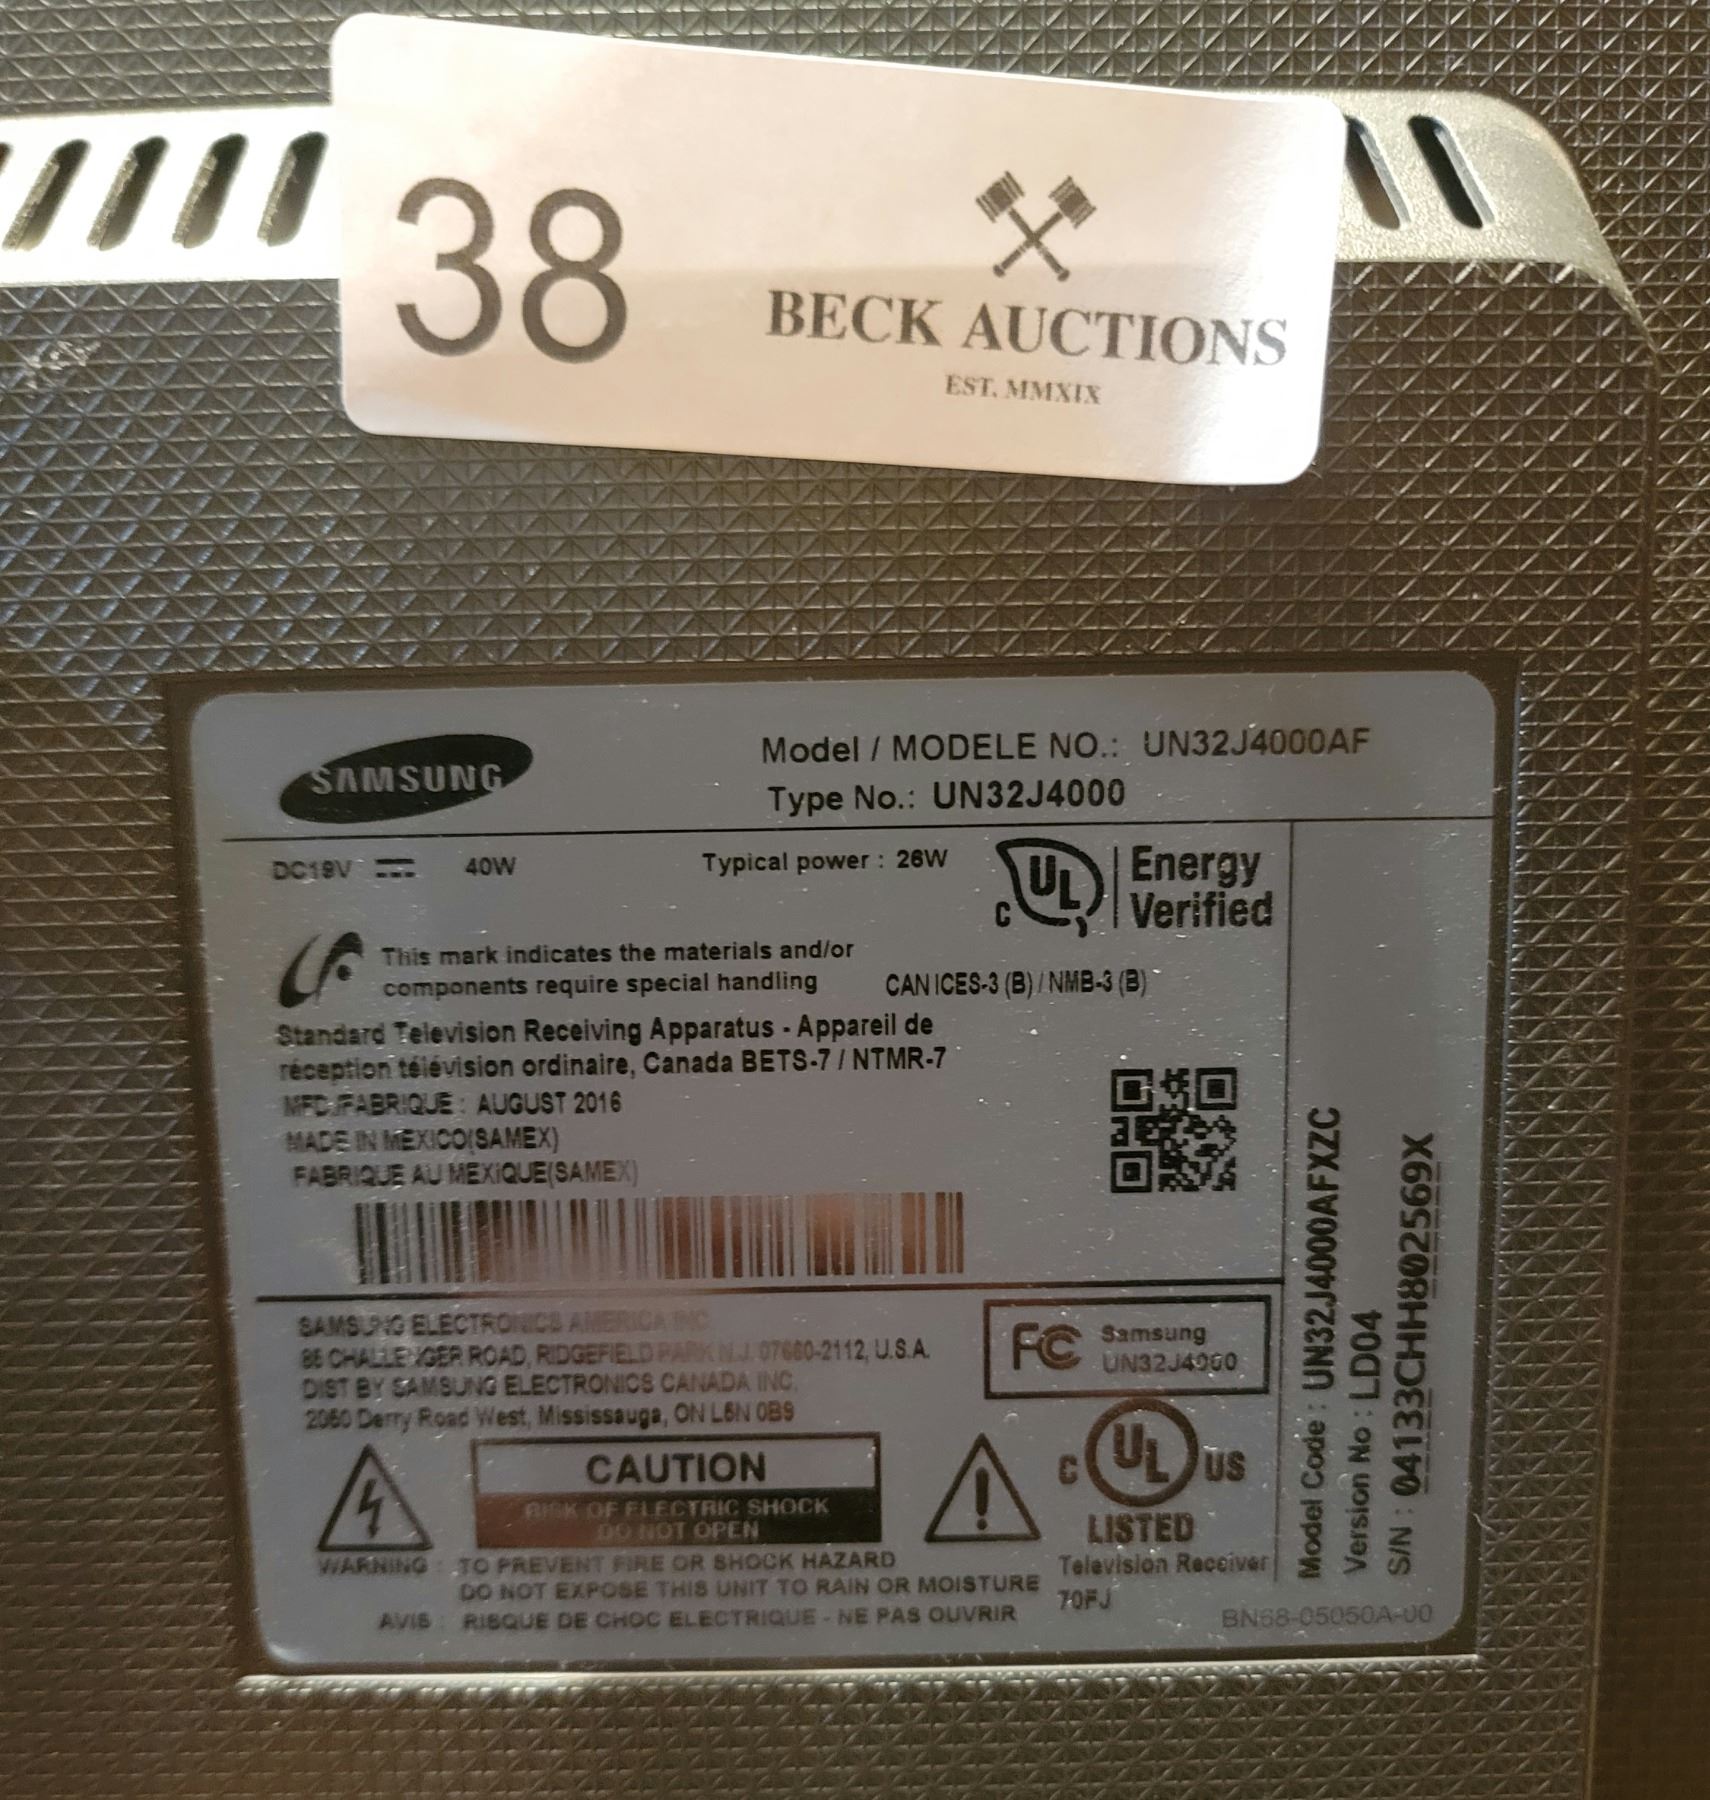 38
BECK AUCTIONS
EST. MMXIX
SAMSUNG
Model / MODELE NO.: UN32J4000AF
Type No.: UN32J4000
DC19V 40W Typical power : 26W
c UL Energy Verified
This mark indicates the materials and/or
components require special handling
CAN ICES-3 (B) / NMB-3 (B)
Standard Television Receiving Apparatus - Appareil de
réception télévision ordinaire, Canada BETS-7 / NTMR-7
MFD./FABRIQUE : AUGUST 2016
MADE IN MEXICO(SAMEX)
FABRIQUE AU MEXIQUE(SAMEX)
SAMSUNG ELECTRONICS AMERICA INC
85 CHALLENGER ROAD, RIDGEFIELD PARK N.J. 07660-2112, U.S.A.
DIST BY SAMSUNG ELECTRONICS CANADA INC.
2050 Derry Road West, Mississauga, ON L5N 0B9
FC Samsung
UN32J4000
CAUTION
RISK OF ELECTRIC SHOCK
DO NOT OPEN
c UL US
LISTED
Television Receiver
70FJ
WARNING : TO PREVENT FIRE OR SHOCK HAZARD
DO NOT EXPOSE THIS UNIT TO RAIN OR MOISTURE
AVIS : RISQUE DE CHOC ELECTRIQUE - NE PAS OUVRIR
BN68-05050A-00
Model Code : UN32J4000AFXZC
Version No : LD04
S/N : 04133CHH802569X